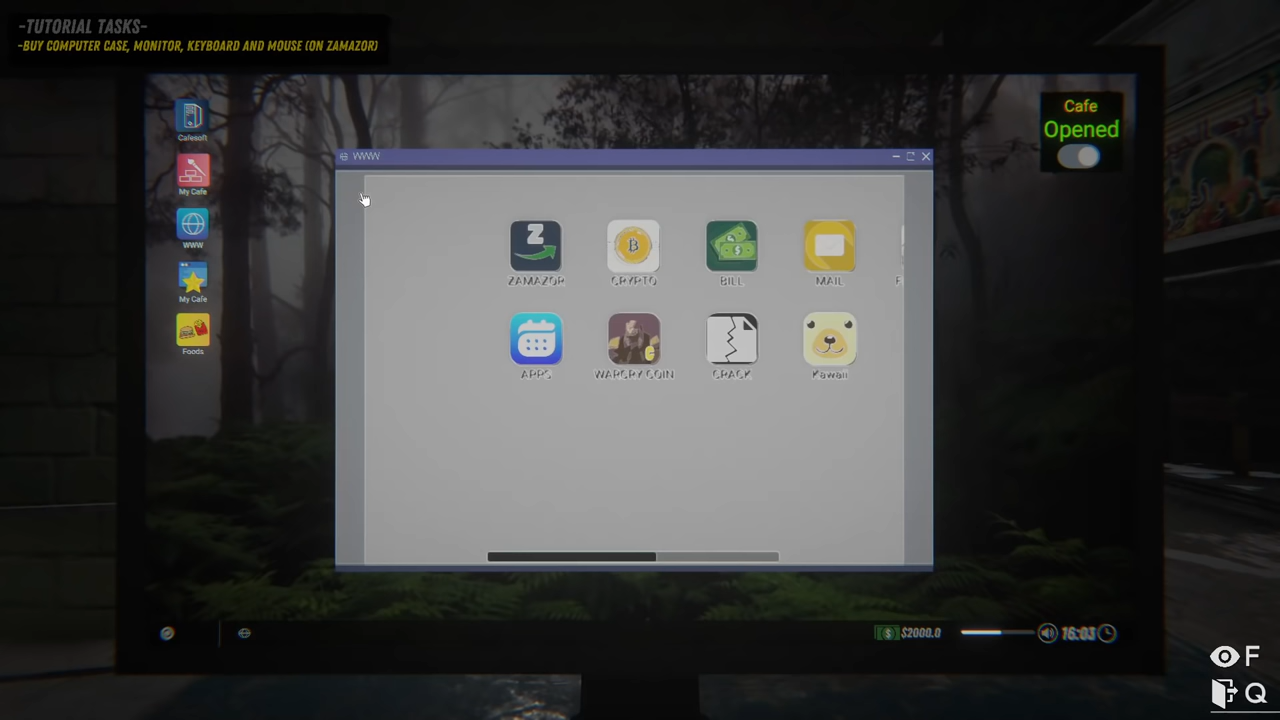 -TUTORIAL TASKS-
-BUY COMPUTER CASE, MONITOR, KEYBOARD AND MOUSE (ON ZAMAZOR)
Cafesoft
My Cafe
WWW
My Cafe
Foods
WWW
Z
ZAMAZOR
CRYPTO
BILL
MAIL
F
APPS
WARCRY COIN
CRACK
Kawaii
Cafe
Opened
$2000.0
16:03
F
Q